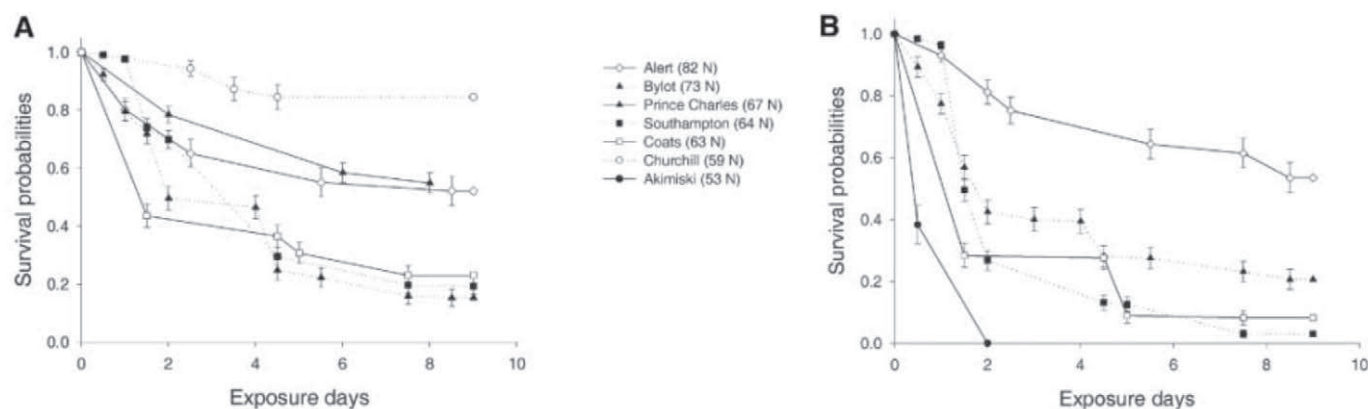 A
Survival probabilities
1.0
0.8
0.6
0.4
0.2
0.0
0 2 4 6 8 10
Exposure days
Alert (82 N)
Bylot (73 N)
Prince Charles (67 N)
Southampton (64 N)
Coats (63 N)
Churchill (59 N)
Akimiski (53 N)
B
Survival probabilities
1.0
0.8
0.6
0.4
0.2
0.0
0 2 4 6 8 10
Exposure days